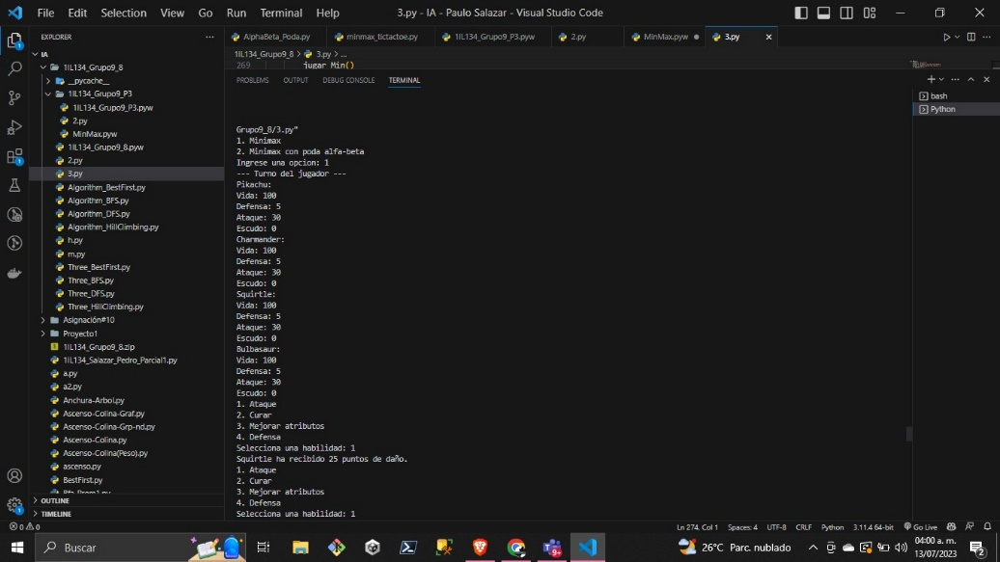 File Edit Selection View Go Run Terminal Help
3.py - IA - Paulo Salazar - Visual Studio Code
EXPLORER
AlphaBeta_Poda.py
minmax_tictactoe.py
1IL134_Grupo9_P3.pyw
2.py
MinMax.pyw
3.py
IA
1IL134_Grupo9_8
__pycache__
1IL134_Grupo9_P3
1IL134_Grupo9_P3.pyw
2.py
MinMax.pyw
1IL134_Grupo9_8.pyw
2.py
3.py
Algorithm_BestFirst.py
Algorithm_BFS.py
Algorithm_DFS.py
Algorithm_HillClimbing.py
h.py
m.py
Three_BestFirst.py
Three_BFS.py
Three_DFS.py
Three_HillClimbing.py
Asignación#10
Proyecto1
1IL134_Grupo9_8.zip
1IL134_Salazar_Pedro_Parcial1.py
a.py
a2.py
Anchura-Arbol.py
Ascenso-Colina-Graf.py
Ascenso-Colina-Grp-nd.py
Ascenso-Colina.py
Ascenso-Colina(Peso).py
ascenso.py
BestFirst.py
OUTLINE
TIMELINE
1IL134_Grupo9_8 > 3.py > ...
269 jugar_Min()
PROBLEMS OUTPUT DEBUG CONSOLE TERMINAL
bash
Python
Grupo9_8/3.py"
1. Minimax
2. Minimax con poda alfa-beta
Ingrese una opcion: 1
--- Turno del jugador ---
Pikachu:
Vida: 100
Defensa: 5
Ataque: 30
Escudo: 0
Charmander:
Vida: 100
Defensa: 5
Ataque: 30
Escudo: 0
Squirtle:
Vida: 100
Defensa: 5
Ataque: 30
Escudo: 0
Bulbasaur:
Vida: 100
Defensa: 5
Ataque: 30
Escudo: 0
1. Ataque
2. Curar
3. Mejorar atributos
4. Defensa
Selecciona una habilidad: 1
Squirtle ha recibido 25 puntos de daño.
1. Ataque
2. Curar
3. Mejorar atributos
4. Defensa
Selecciona una habilidad: 1
0 0
Ln 274, Col 1 Spaces: 4 UTF-8 CRLF Python 3.11.4 64-bit Go Live
Buscar
26°C Parc. nublado
04:00 a. m.
13/07/2023